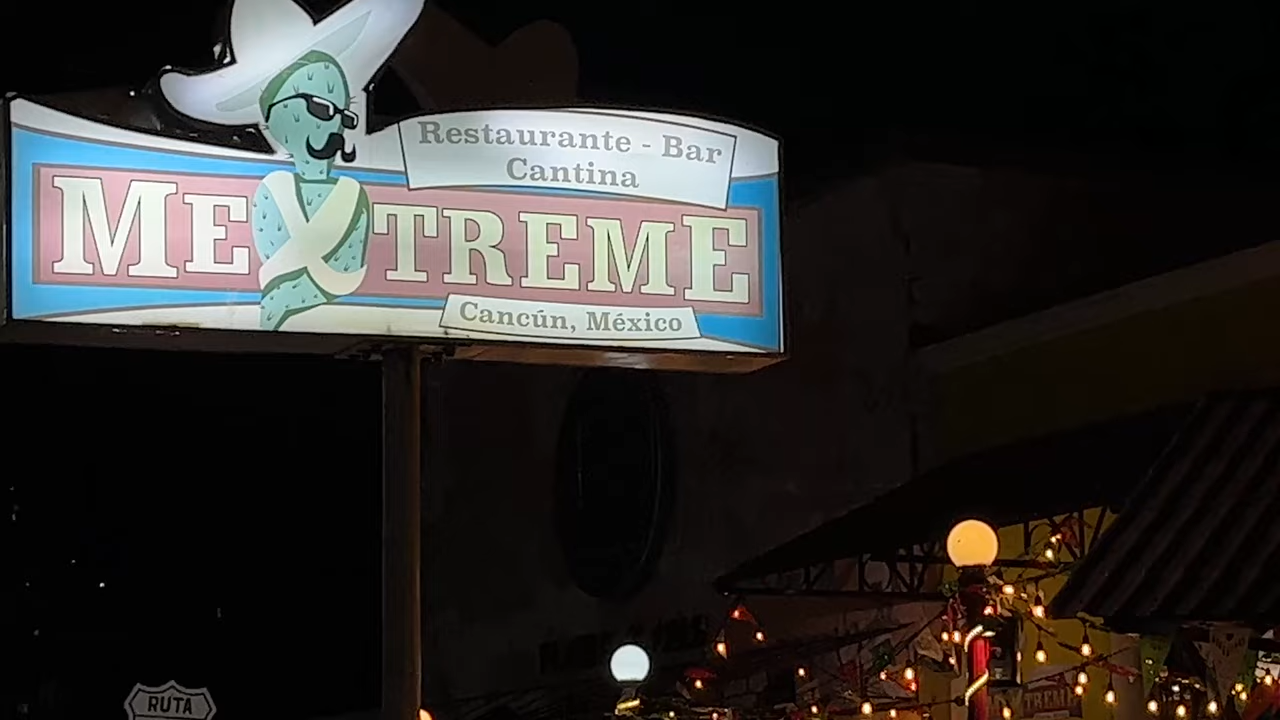 Restaurante - Bar
Cantina
MEXTREME
Cancún, México
RUTA